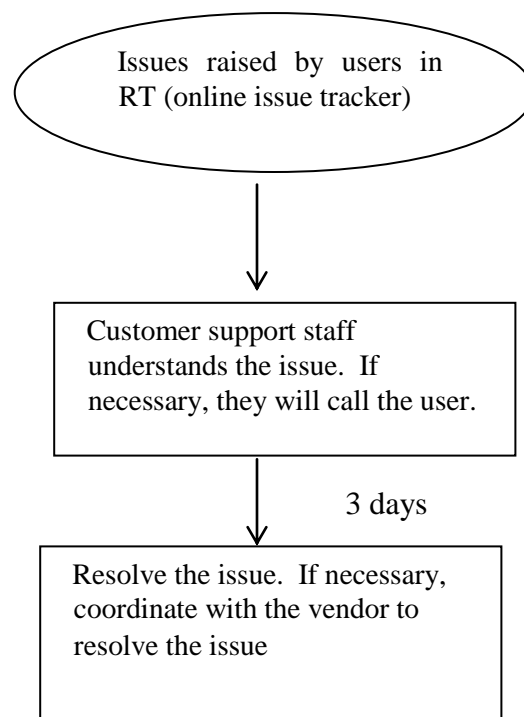 Issues raised by users in
RT (online issue tracker)
Customer support staff
understands the issue. If
necessary, they will call the user.
3 days
Resolve the issue. If necessary,
coordinate with the vendor to
resolve the issue